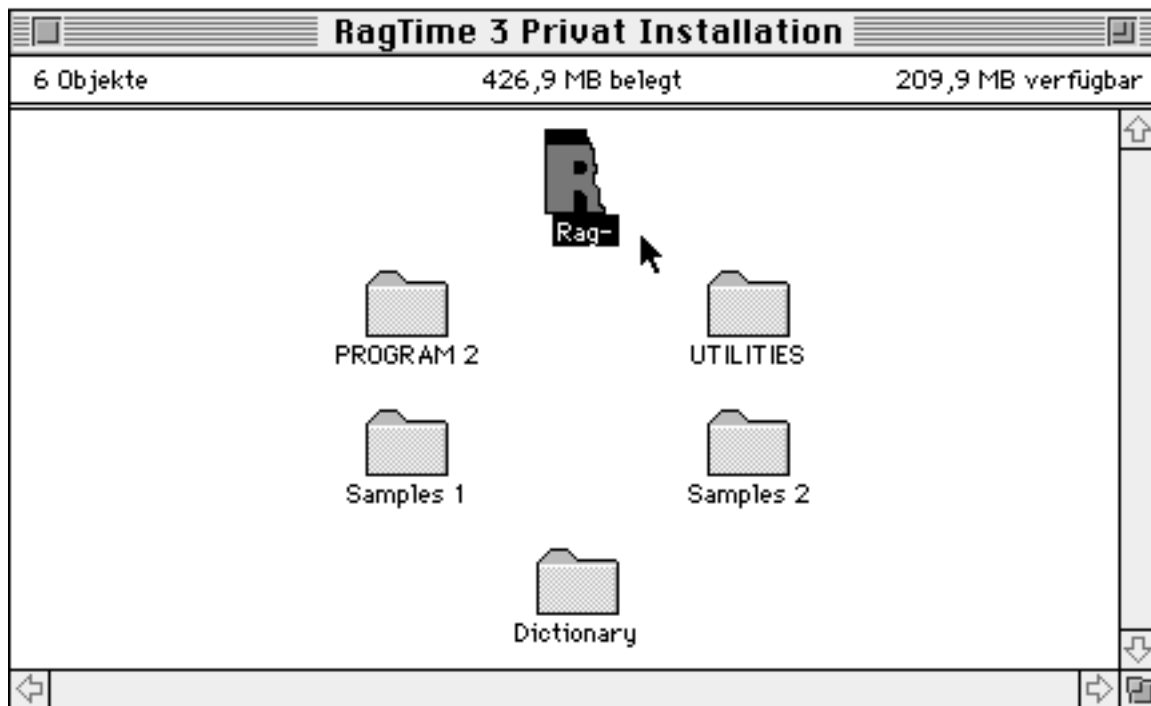 RagTime 3 Privat Installation
6 Objekte 426,9 MB belegt 209,9 MB verfügbar
R
Rag-
PROGRAM 2 UTILITIES
Samples 1 Samples 2
Dictionary